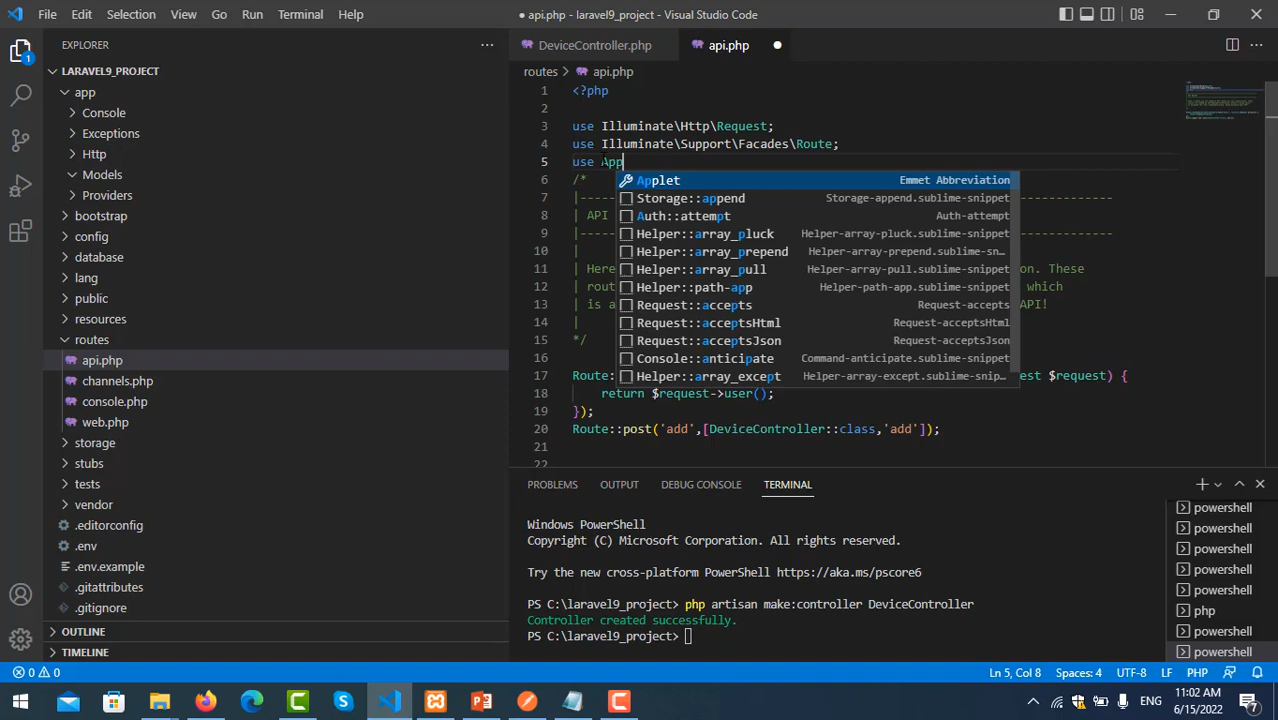 File Edit Selection View Go Run Terminal Help
● api.php - laravel9_project - Visual Studio Code
EXPLORER
LARAVEL9_PROJECT
app
Console
Exceptions
Http
Models
Providers
bootstrap
config
database
lang
public
resources
routes
api.php
channels.php
console.php
web.php
storage
stubs
tests
vendor
.editorconfig
.env
.env.example
.gitattributes
.gitignore
OUTLINE
TIMELINE
DeviceController.php api.php
routes > api.php
1 <?php
2
3 use Illuminate\Http\Request;
4 use Illuminate\Support\Facades\Route;
5 use App
6 /*
7 |----
8 | API
9 |----
10 |
11 | Here on. These
12 | rout which
13 | is a API!
14 |
15 */
16
17 Route: est $request) {
18 return $request->user();
19 });
20 Route::post('add',[DeviceController::class,'add']);
21
22
Applet Emmet Abbreviation
Storage::append Storage-append.sublime-snippet
Auth::attempt Auth-attempt
Helper::array_pluck Helper-array-pluck.sublime-snippet
Helper::array_prepend Helper-array-prepend.sublime-sn…
Helper::array_pull Helper-array-pull.sublime-snippet
Helper::path-app Helper-path-app.sublime-snippet
Request::accepts Request-accepts
Request::acceptsHtml Request-acceptsHtml
Request::acceptsJson Request-acceptsJson
Console::anticipate Command-anticipate.sublime-snippet
Helper::array_except Helper-array-except.sublime-snip…
PROBLEMS OUTPUT DEBUG CONSOLE TERMINAL
Windows PowerShell
Copyright (C) Microsoft Corporation. All rights reserved.
Try the new cross-platform PowerShell https://aka.ms/pscore6
PS C:\laravel9_project> php artisan make:controller DeviceController
Controller created successfully.
PS C:\laravel9_project>
powershell
powershell
powershell
powershell
powershell
php
powershell
powershell
0 0 Ln 5, Col 8 Spaces: 4 UTF-8 LF PHP
ENG
11:02 AM
6/15/2022
7
1